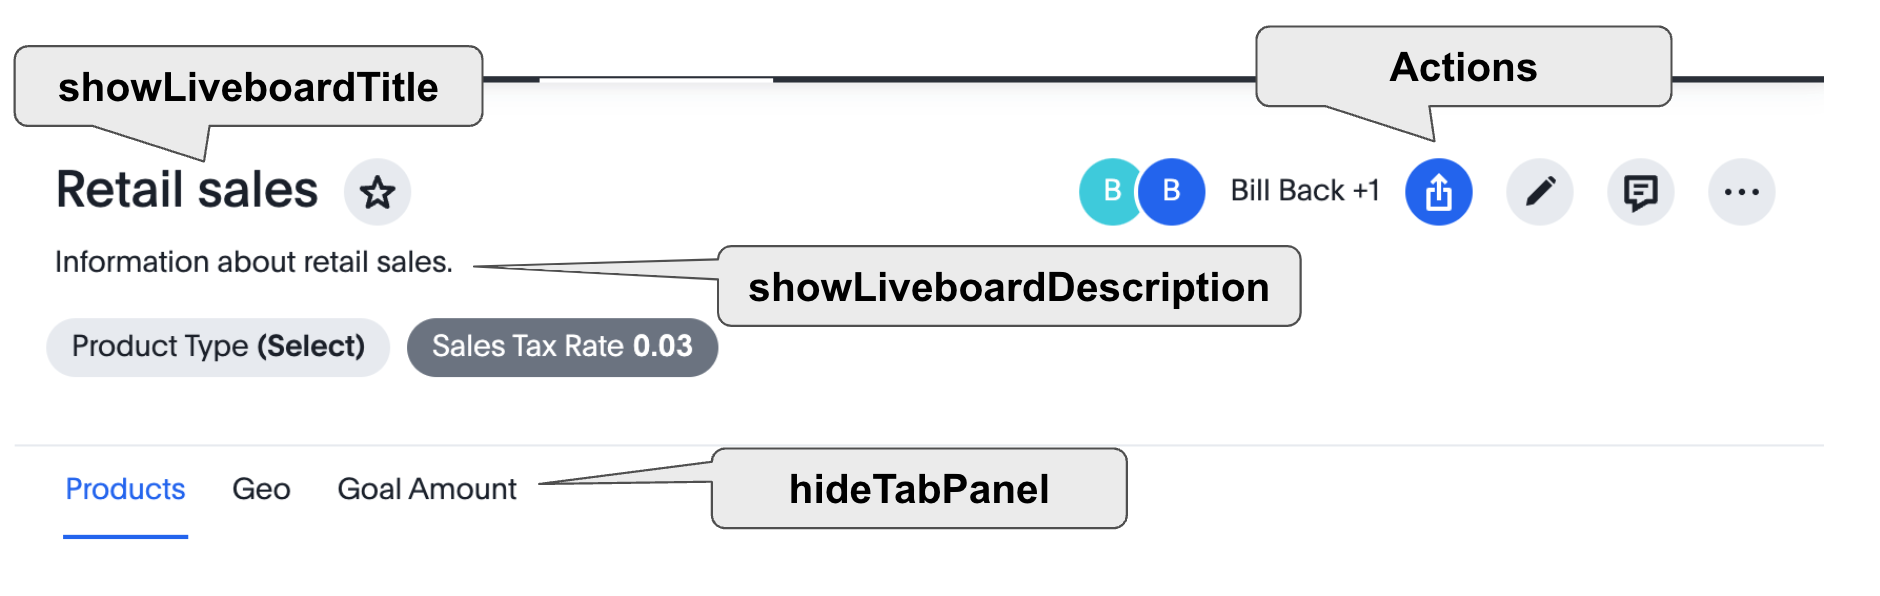 showLiveboardTitle
Actions
Retail sales
B B Bill Back +1
Information about retail sales.
showLiveboardDescription
Product Type (Select) Sales Tax Rate 0.03
Products Geo Goal Amount
hideTabPanel